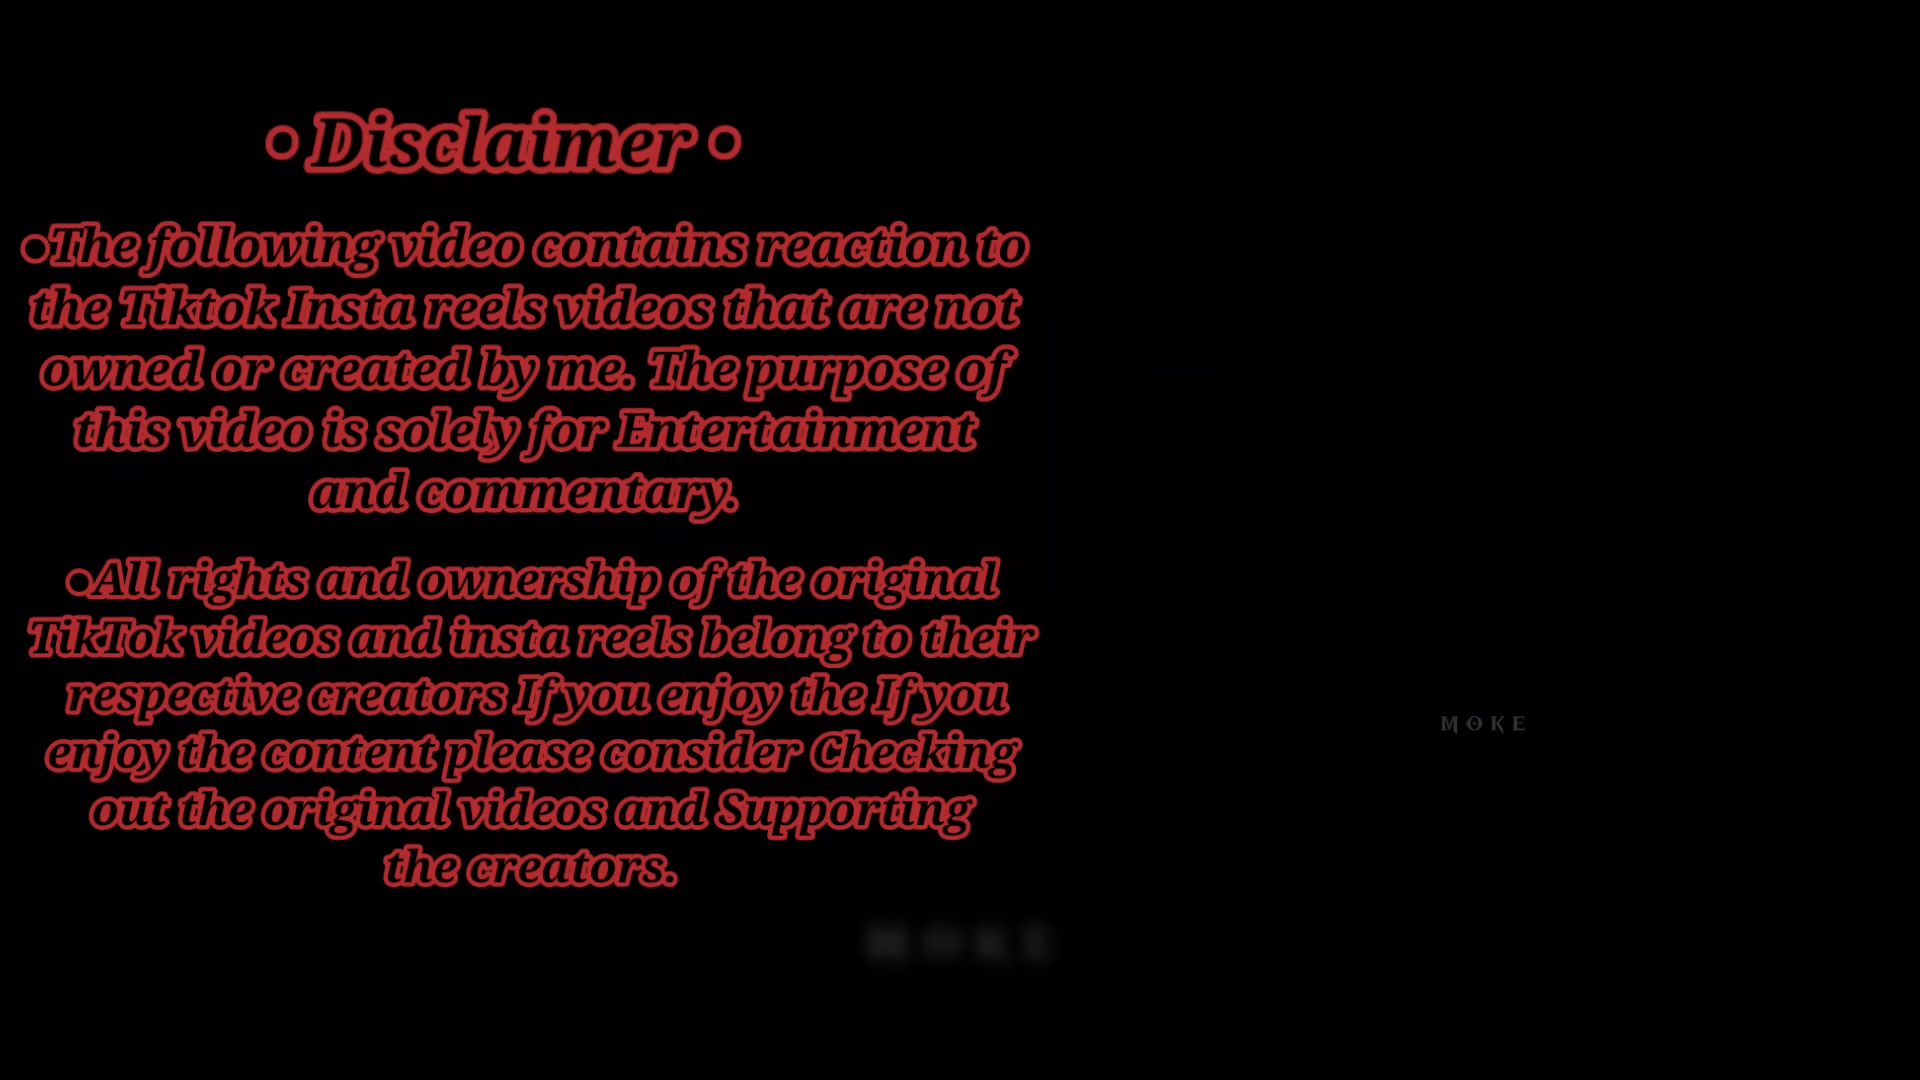 • Disclaimer •
•The following video contains reaction to
the Tiktok Insta reels videos that are not
owned or created by me. The purpose of
this video is solely for Entertainment
and commentary.
•All rights and ownership of the original
TikTok videos and insta reels belong to their
respective creators If you enjoy the If you
enjoy the content please consider Checking
out the original videos and Supporting
the creators.
MOKE
MOKE